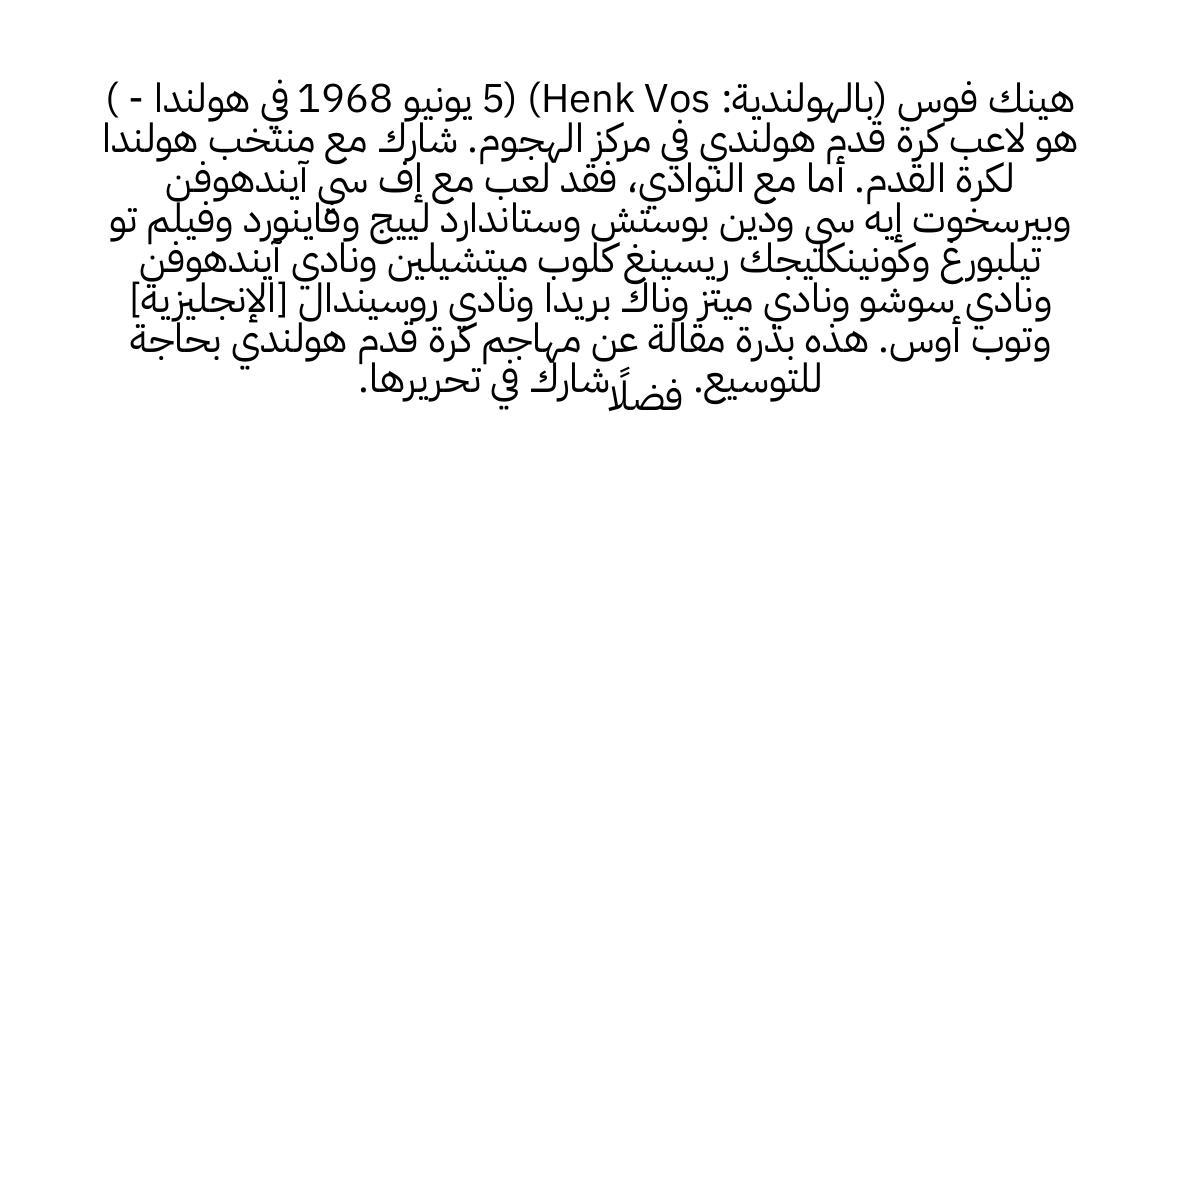 هينك فوس (بالهولندية: Henk Vos) (5 يونيو 1968 في هولندا - )
هو لاعب كرة قدم هولندي في مركز الهجوم. شارك مع منتخب هولندا
لكرة القدم. أما مع النوادي، فقد لعب مع إف سي آيندهوفن
وبيرسخوت إيه سي ودين بوستش وستاندارد لييج وفاينورد وفيلم تو
تيلبورغ وكونينكليجك ريسينغ كلوب ميتشيلين ونادي آيندهوفن
ونادي سوشو ونادي ميتز وناك بريدا ونادي روسيندال [الإنجليزية]
وتوب أوس. هذه بذرة مقالة عن مهاجم كرة قدم هولندي بحاجة
للتوسيع. فضلًا شارك في تحريرها.